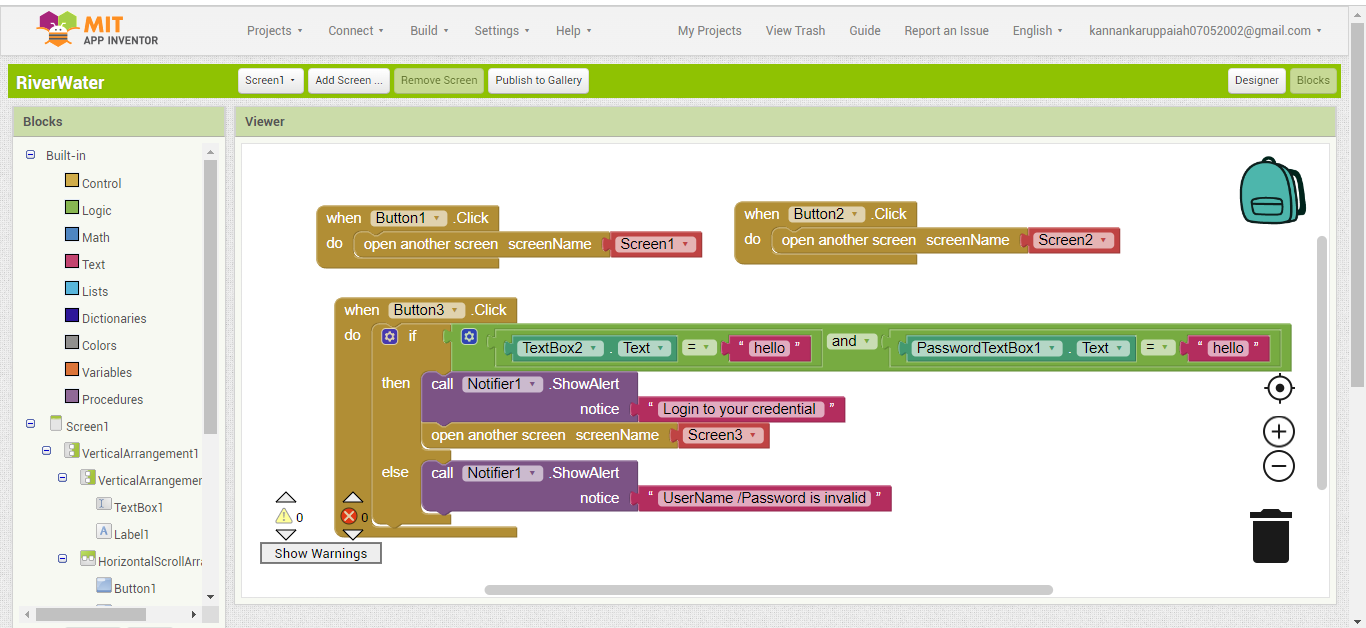 MIT
APP INVENTOR
Projects Connect Build Settings Help My Projects View Trash Guide Report an Issue English kannankaruppaiah07052002@gmail.com
RiverWater Screen1 Add Screen ... Remove Screen Publish to Gallery Designer Blocks
Blocks
Viewer
Built-in
Control
Logic
Math
Text
Lists
Dictionaries
Colors
Variables
Procedures
Screen1
VerticalArrangement1
VerticalArrangemer
TextBox1
Label1
HorizontalScrollArra
Button1
when Button1 .Click
do open another screen screenName Screen1
when Button2 .Click
do open another screen screenName Screen2
when Button3 .Click
do if TextBox2 . Text = “ hello ” and PasswordTextBox1 . Text = “ hello ”
then call Notifier1 .ShowAlert
notice “ Login to your credential ”
open another screen screenName Screen3
else call Notifier1 .ShowAlert
notice “ UserName /Password is invalid ”
0 0
Show Warnings